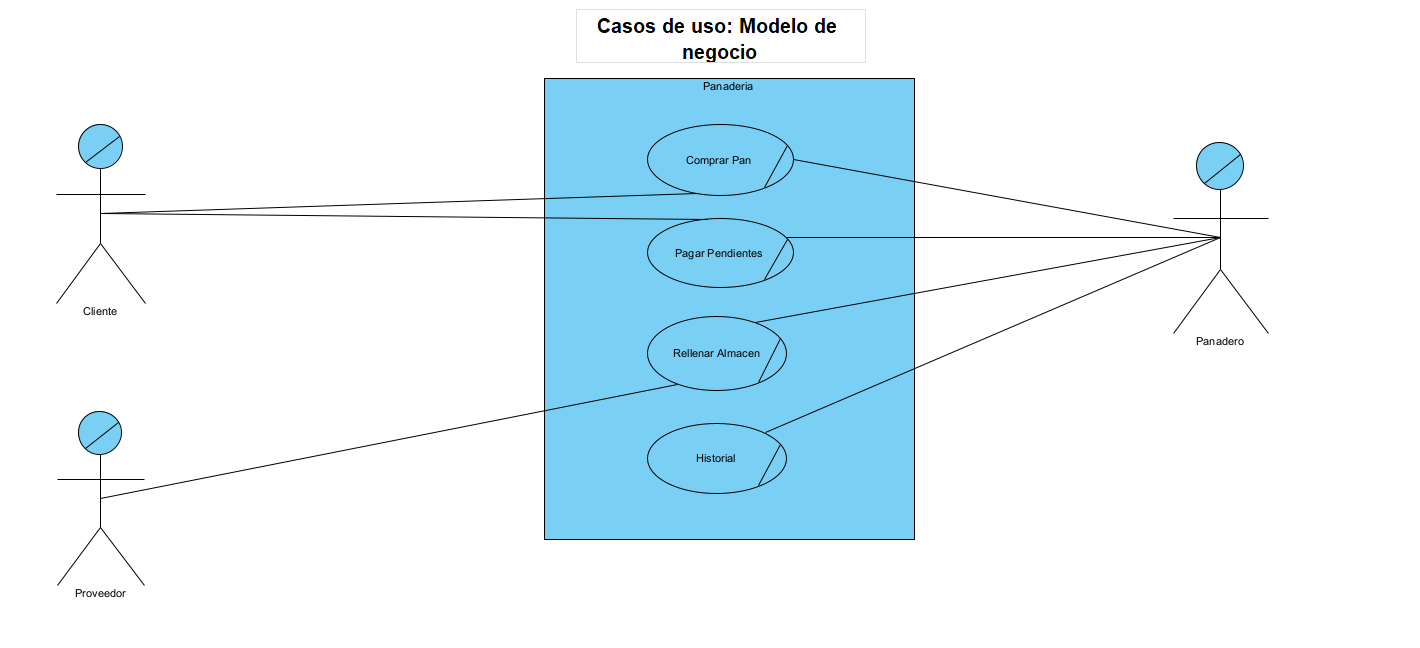 Casos de uso: Modelo de
negocio
Panaderia
Comprar Pan
Pagar Pendientes
Rellenar Almacen
Historial
Cliente
Panadero
Proveedor